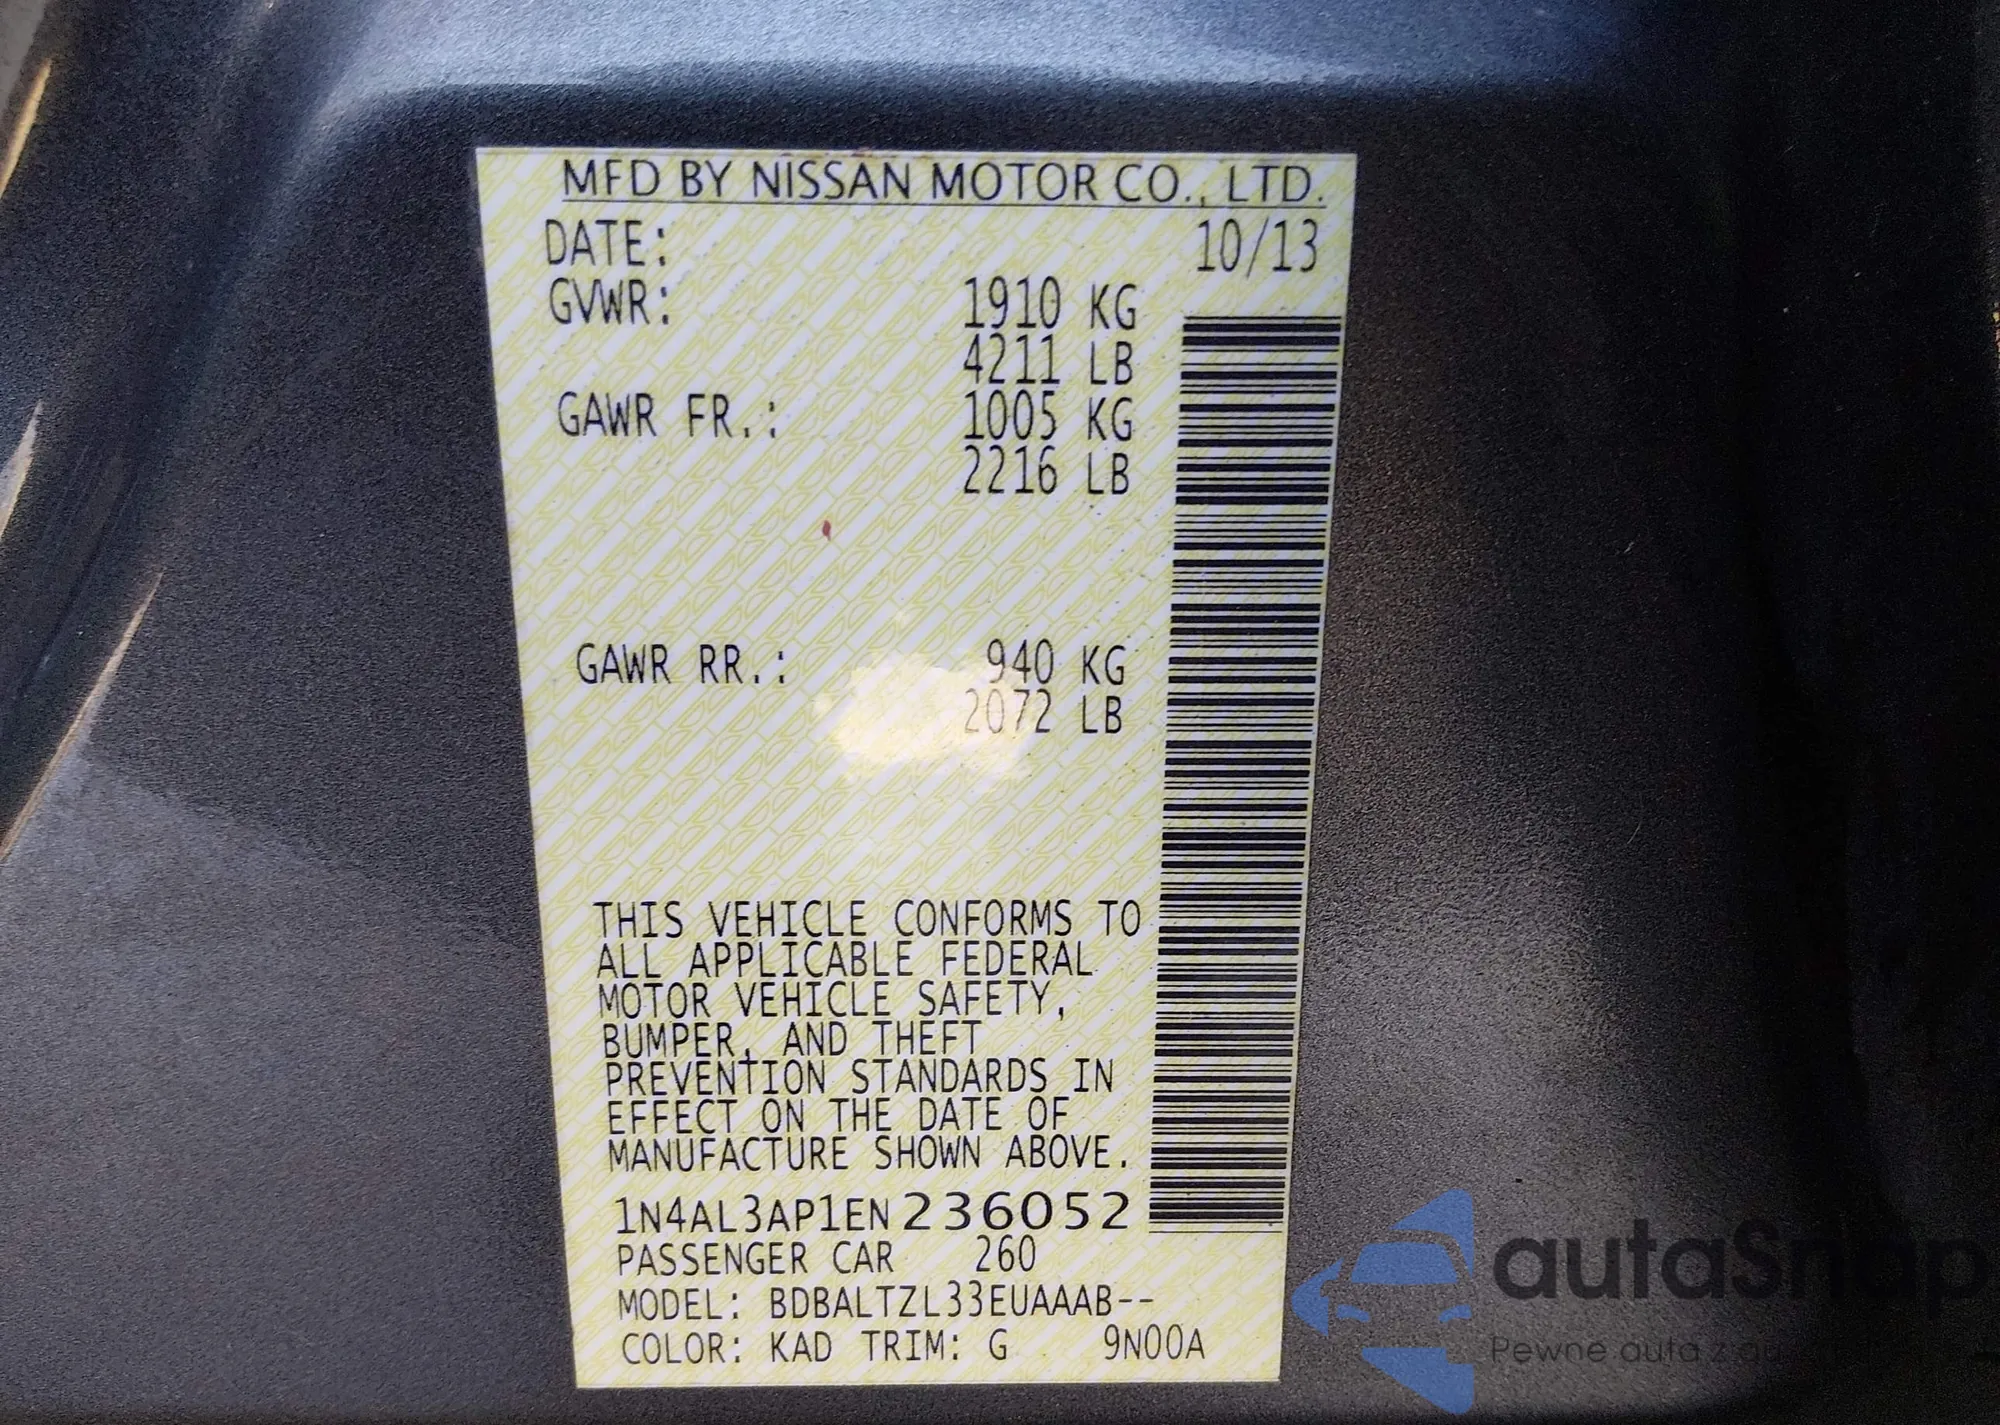 MFD BY NISSAN MOTOR CO., LTD.
DATE: 10/13
GVWR: 1910 KG
4211 LB
GAWR FR.: 1005 KG
2216 LB
GAWR RR.: 940 KG
2072 LB
THIS VEHICLE CONFORMS TO
ALL APPLICABLE FEDERAL
MOTOR VEHICLE SAFETY,
BUMPER, AND THEFT
PREVENTION STANDARDS IN
EFFECT ON THE DATE OF
MANUFACTURE SHOWN ABOVE.
1N4AL3AP1EN236052
PASSENGER CAR 260
MODEL: BDBALTZL33EUAAAB--
COLOR: KAD TRIM: G 9N00A
autaSnap
Pewne auta z